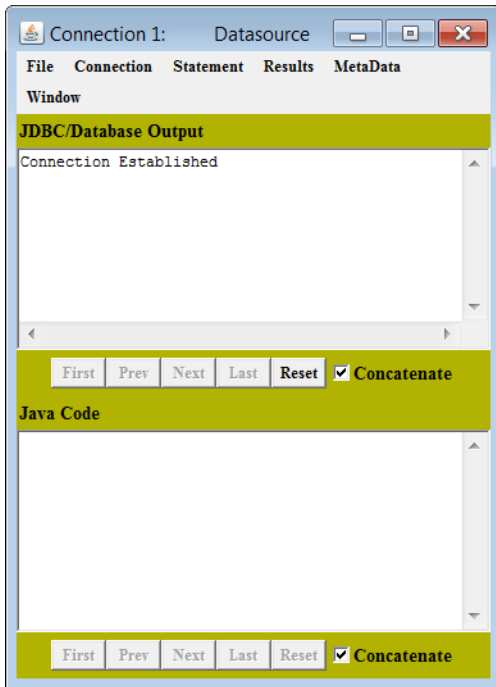 Connection 1: Datasource
File Connection Statement Results MetaData
Window
JDBC/Database Output
Connection Established
First Prev Next Last Reset Concatenate
Java Code
First Prev Next Last Reset Concatenate